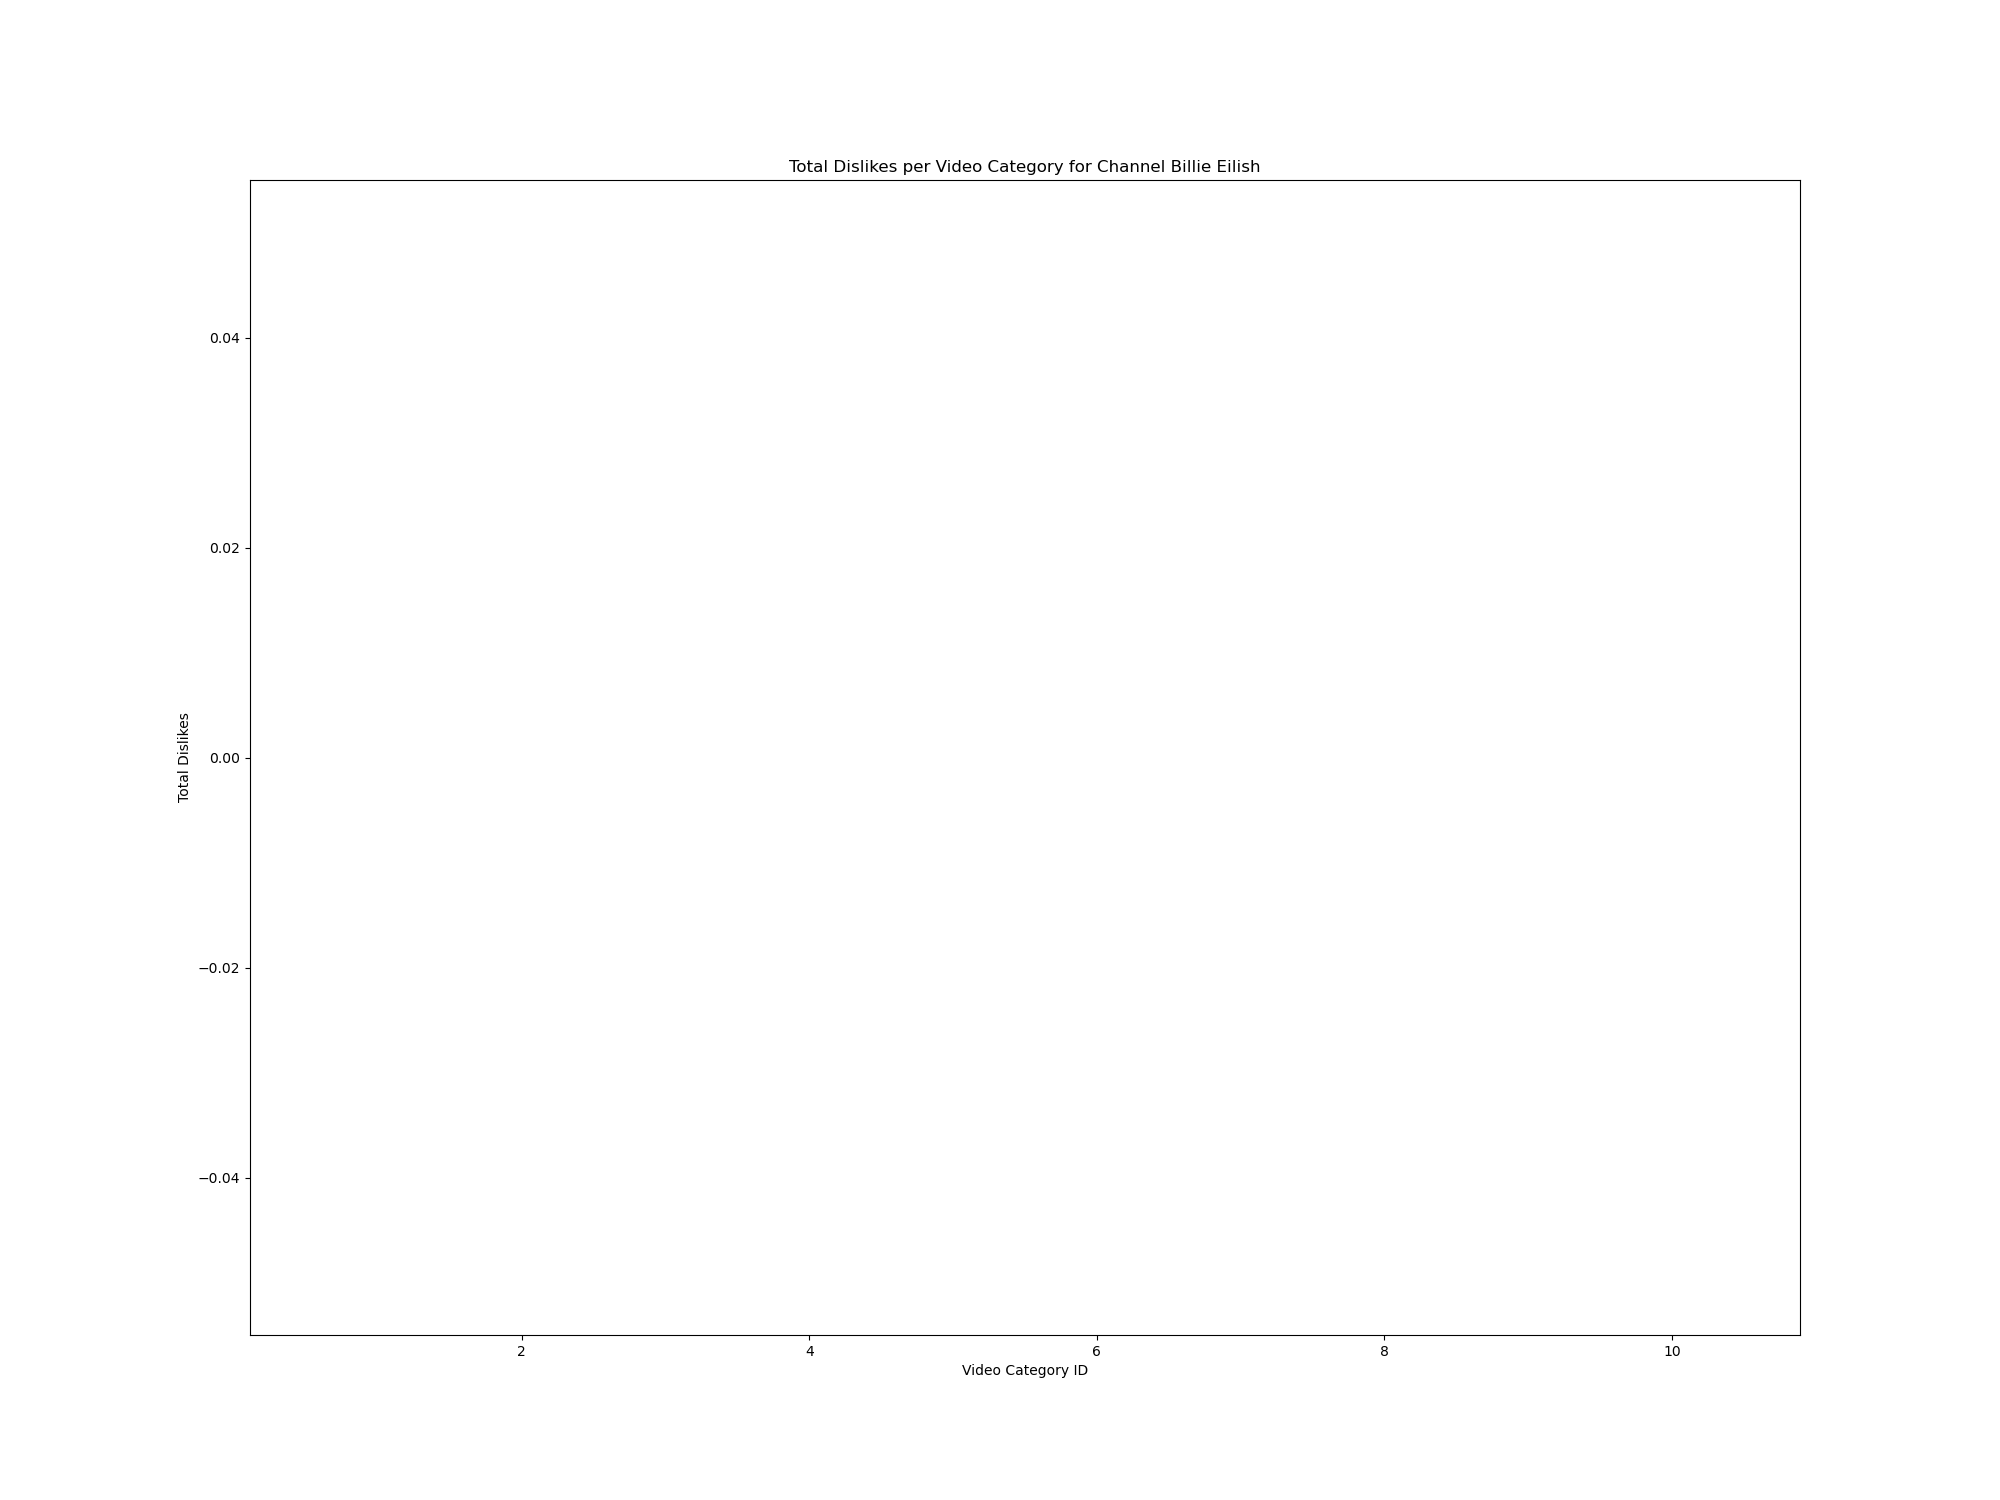 Total Dislikes per Video Category for Channel Billie Eilish
0.04
0.02
0.00
−0.02
−0.04
Total Dislikes
2 4 6 8 10
Video Category ID